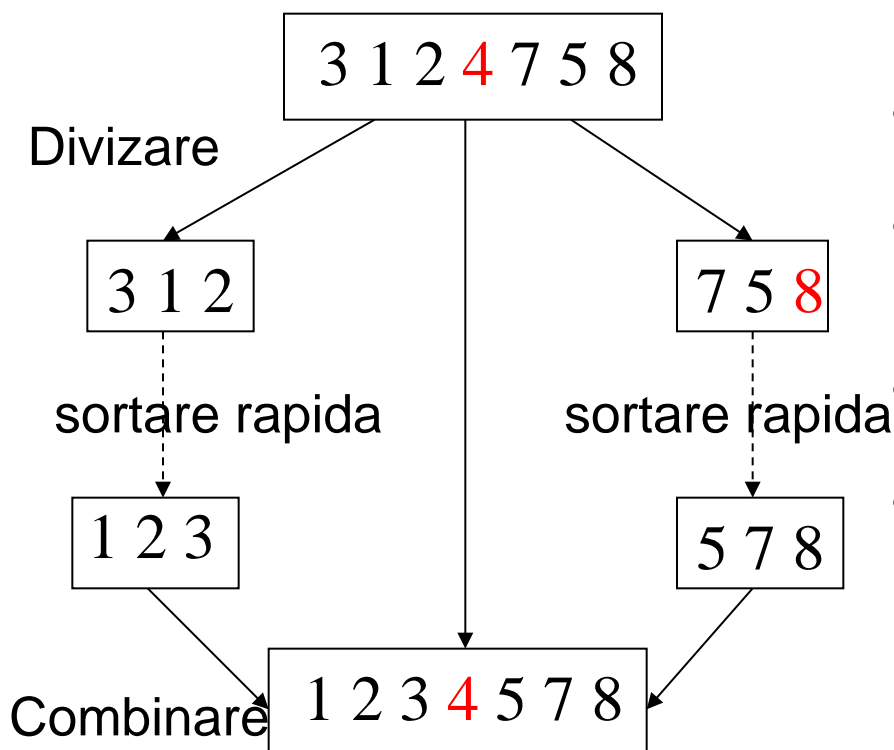 3 1 2 4 7 5 8
Divizare
3 1 2
7 5 8
sortare rapida
sortare rapida
1 2 3
5 7 8
1 2 3 4 5 7 8
Combinare